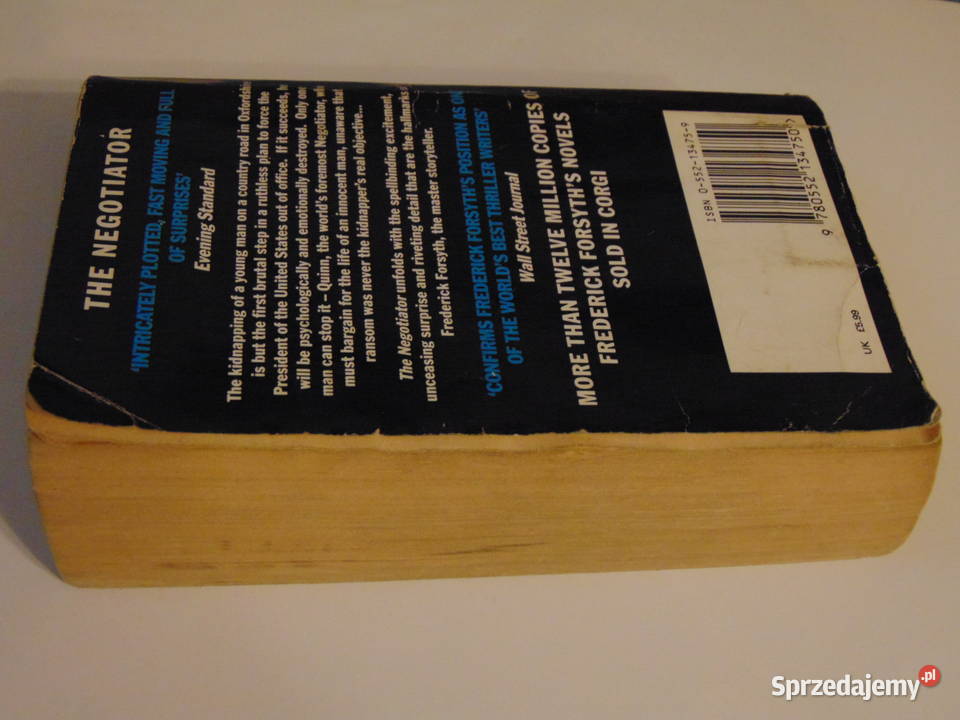 THE NEGOTIATOR
'INTRICATELY PLOTTED, FAST MOVING AND FULL
OF SURPRISES'
Evening Standard
The kidnapping of a young man on a country road in Oxfordshire
is but the first brutal step in a ruthless plan to force the
President of the United States out of office. If it succeeds, h
will be psychologically and emotionally destroyed. Only one
man can stop it – Quinn, the world's foremost Negotiator, wh
must bargain for the life of an innocent man, unaware that
ransom was never the kidnapper's real objective...
The Negotiator unfolds with the spellbinding excitement,
unceasing surprise and riveting detail that are the hallmarks o
Frederick Forsyth, the master storyteller.
'CONFIRMS FREDERICK FORSYTH'S POSITION AS ON
OF THE WORLD'S BEST THRILLER WRITERS'
Wall Street Journal
MORE THAN TWELVE MILLION COPIES OF
FREDERICK FORSYTH'S NOVELS
SOLD IN CORGI
ISBN 0-552-13475-9
9 780552 134750
UK £5.99
Sprzedajemy.pl